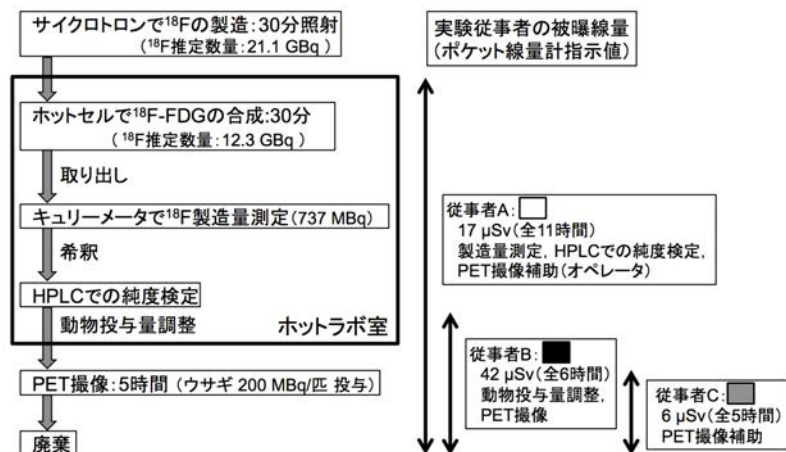 サイクロトロンで¹⁸Fの製造:30分照射
(¹⁸F推定数量:21.1 GBq )
ホットセルで¹⁸F-FDGの合成:30分
( ¹⁸F推定数量:12.3 GBq )
取り出し
キュリーメータで¹⁸F製造量測定(737 MBq)
希釈
HPLCでの純度検定
動物投与量調整
ホットラボ室
PET撮像:5時間 (ウサギ 200 MBq/匹 投与)
廃棄
実験従事者の被曝線量
(ポケット線量計指示値)
従事者A:
17 μSv(全11時間)
製造量測定, HPLCでの純度検定,
PET撮像補助(オペレータ)
従事者B:
42 μSv(全6時間)
動物投与量調整,
PET撮像
従事者C:
6 μSv(全5時間)
PET撮像補助